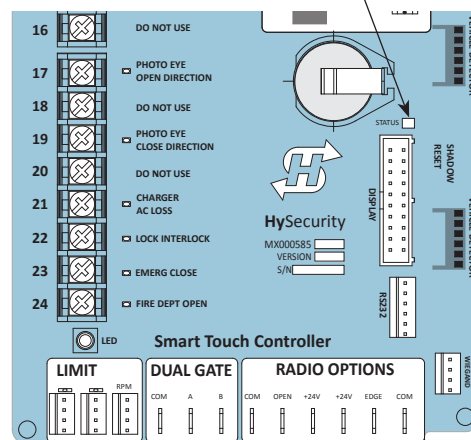 16 DO NOT USE
17 PHOTO EYE
OPEN DIRECTION
18 DO NOT USE
19 PHOTO EYE
CLOSE DIRECTION
20 DO NOT USE
21 CHARGER
AC LOSS
22 LOCK INTERLOCK
23 EMERG CLOSE
24 FIRE DEPT OPEN
LED
STATUS
SHADOW
RESET
DISPLAY
HySecurity
MX000585
VERSION
S/N
RS232
WIEGAND
Smart Touch Controller
LIMIT
RPM
DUAL GATE
COM A B
RADIO OPTIONS
COM OPEN +24V +24V EDGE COM